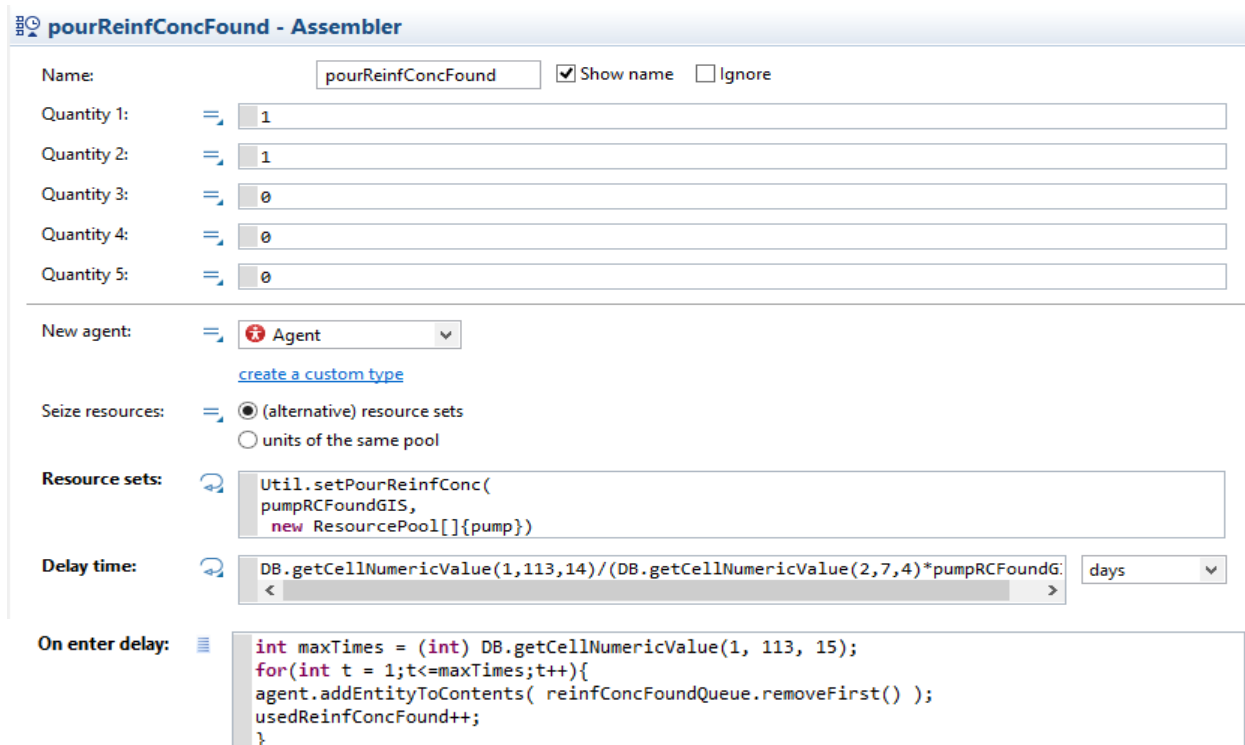 pourReinfConcFound - Assembler
Name: pourReinfConcFound Show name Ignore
Quantity 1: 1
Quantity 2: 1
Quantity 3: 0
Quantity 4: 0
Quantity 5: 0
New agent: Agent
create a custom type
Seize resources: (alternative) resource sets
units of the same pool
Resource sets: Util.setPourReinfConc(
pumpRCFoundGIS,
new ResourcePool[]{pump})
Delay time: DB.getCellNumericValue(1,113,14)/(DB.getCellNumericValue(2,7,4)*pumpRCFoundG days
On enter delay: int maxTimes = (int) DB.getCellNumericValue(1, 113, 15);
for(int t = 1;t<=maxTimes;t++){
agent.addEntityToContents( reinfConcFoundQueue.removeFirst() );
usedReinfConcFound++;
}